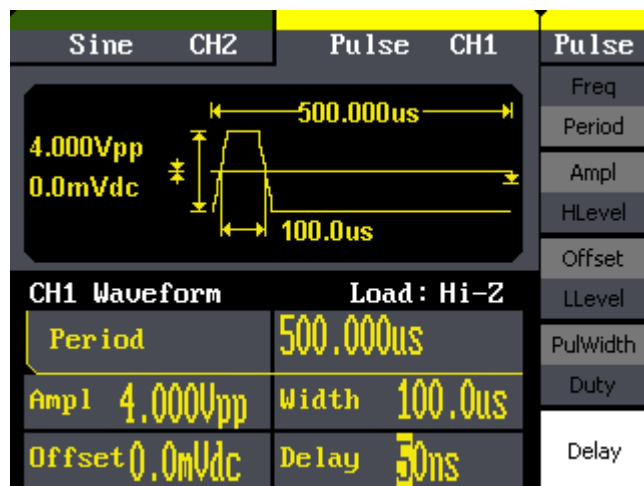 Sine CH2 Pulse CH1 Pulse
Freq
Period
Ampl
HLevel
Offset
LLevel
PulWidth
Duty
Delay
500.000us
4.000Vpp
0.0mVdc
100.0us
CH1 Waveform Load: Hi-Z
Period 500.000us
Ampl 4.000Vpp Width 100.0us
Offset 0.0mVdc Delay 50ns